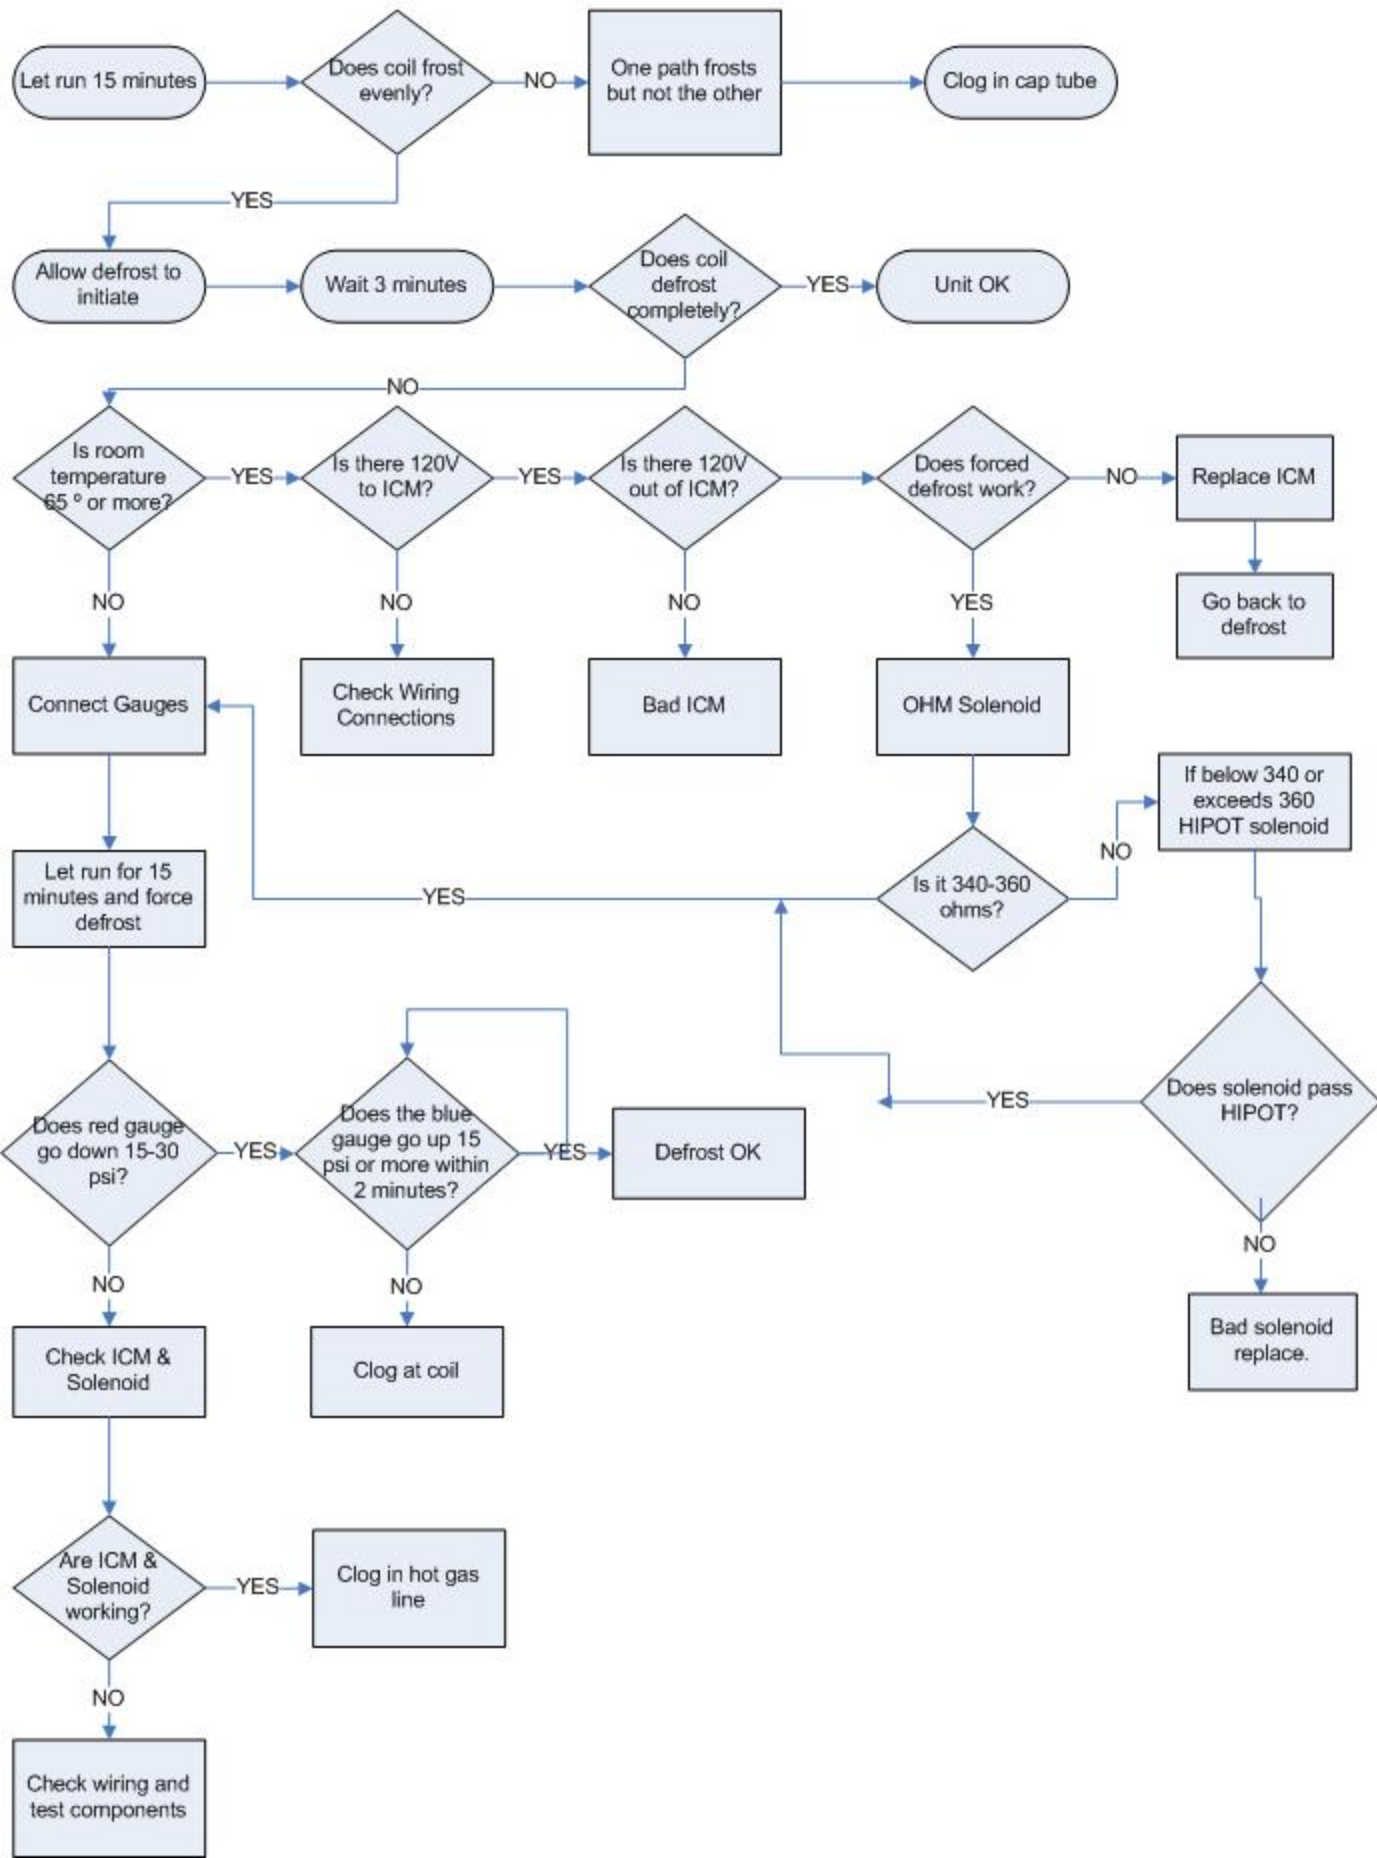 Let run 15 minutes
Does coil frost
evenly?
NO
One path frosts
but not the other
Clog in cap tube
YES
Allow defrost to
initiate
Wait 3 minutes
Does coil
defrost
completely?
YES
Unit OK
NO
Is room
temperature
65 º or more?
YES
Is there 120V
to ICM?
YES
Is there 120V
out of ICM?
Does forced
defrost work?
NO
Replace ICM
NO
NO
NO
YES
Go back to
defrost
Connect Gauges
Check Wiring
Connections
Bad ICM
OHM Solenoid
If below 340 or
exceeds 360
HIPOT solenoid
NO
Let run for 15
minutes and force
defrost
YES
Is it 340-360
ohms?
Does solenoid pass
HIPOT?
YES
Does red gauge
go down 15-30
psi?
YES
Does the blue
gauge go up 15
psi or more within
2 minutes?
YES
Defrost OK
NO
NO
NO
Bad solenoid
replace.
Check ICM &
Solenoid
Clog at coil
Are ICM &
Solenoid
working?
YES
Clog in hot gas
line
NO
Check wiring and
test components